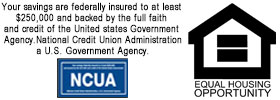 Your savings are federally insured to at least
$250,000 and backed by the full faith
and credit of the United states Government
Agency.National Credit Union Administration
a U.S. Government Agency.
NCUA
EQUAL HOUSING
OPPORTUNITY